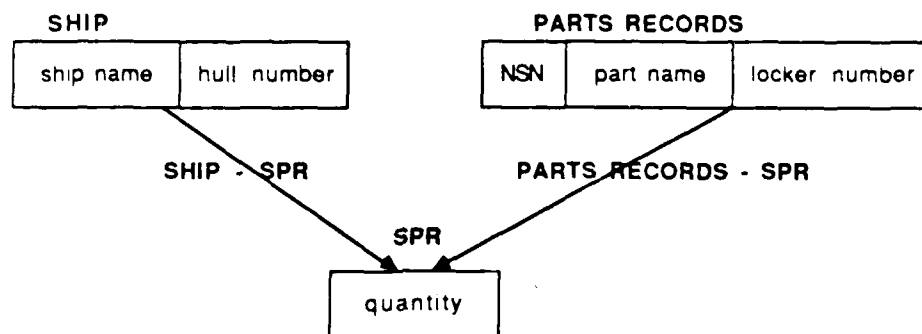 SHIP
PARTS RECORDS
ship name hull number
NSN part name locker number
SHIP - SPR
PARTS RECORDS - SPR
SPR
quantity